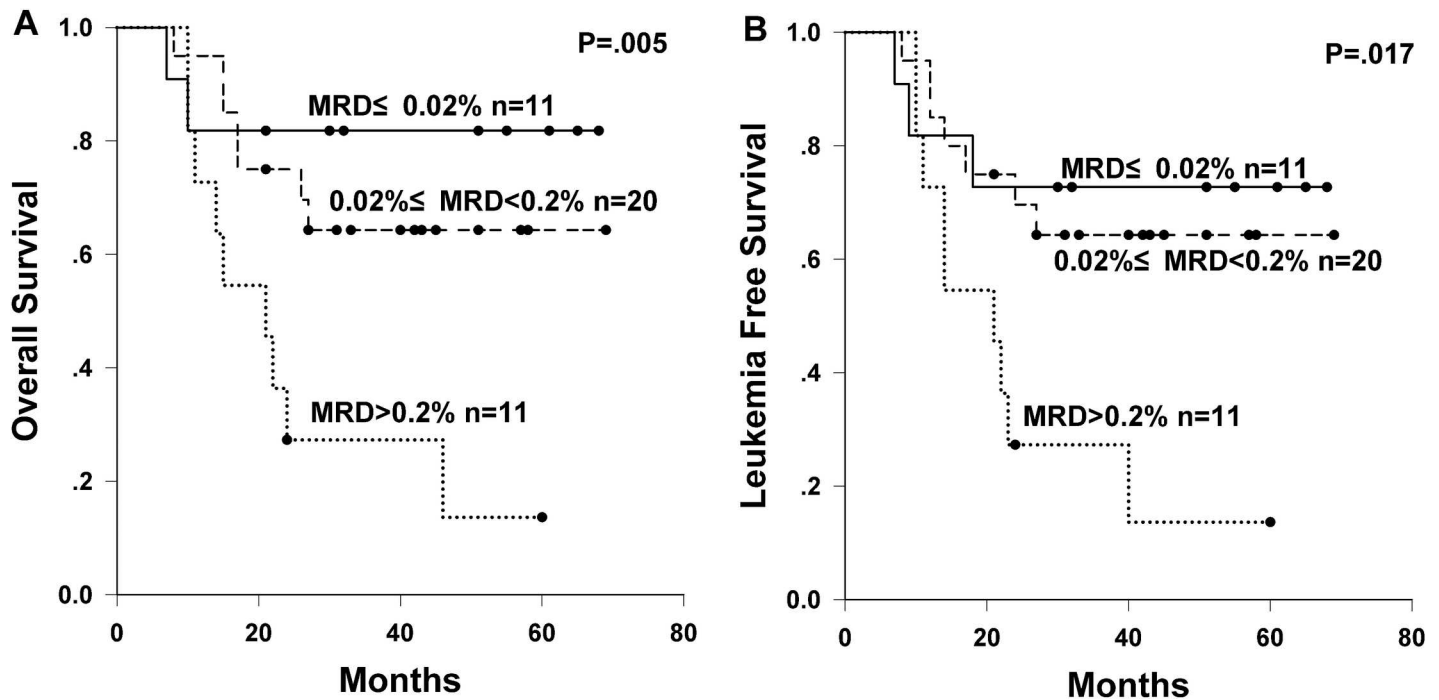 A
P=.005
Overall Survival
1.0
.8
.6
.4
.2
0.0
MRD≤ 0.02% n=11
0.02%≤ MRD<0.2% n=20
MRD>0.2% n=11
0 20 40 60 80
Months
B
P=.017
Leukemia Free Survival
1.0
0.8
.6
.4
.2
0.0
MRD≤ 0.02% n=11
0.02%≤ MRD<0.2% n=20
MRD>0.2% n=11
0 20 40 60 80
Months